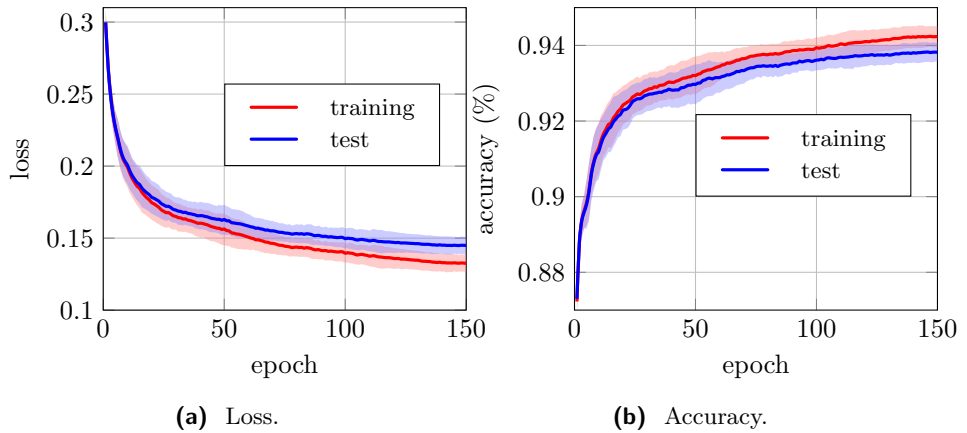 0.3
0.25
0.2
0.15
0.1
loss
training
test
0
50
100
150
epoch
(a) Loss.
0.94
0.92
0.9
0.88
accuracy (%)
training
test
0
50
100
150
epoch
(b) Accuracy.